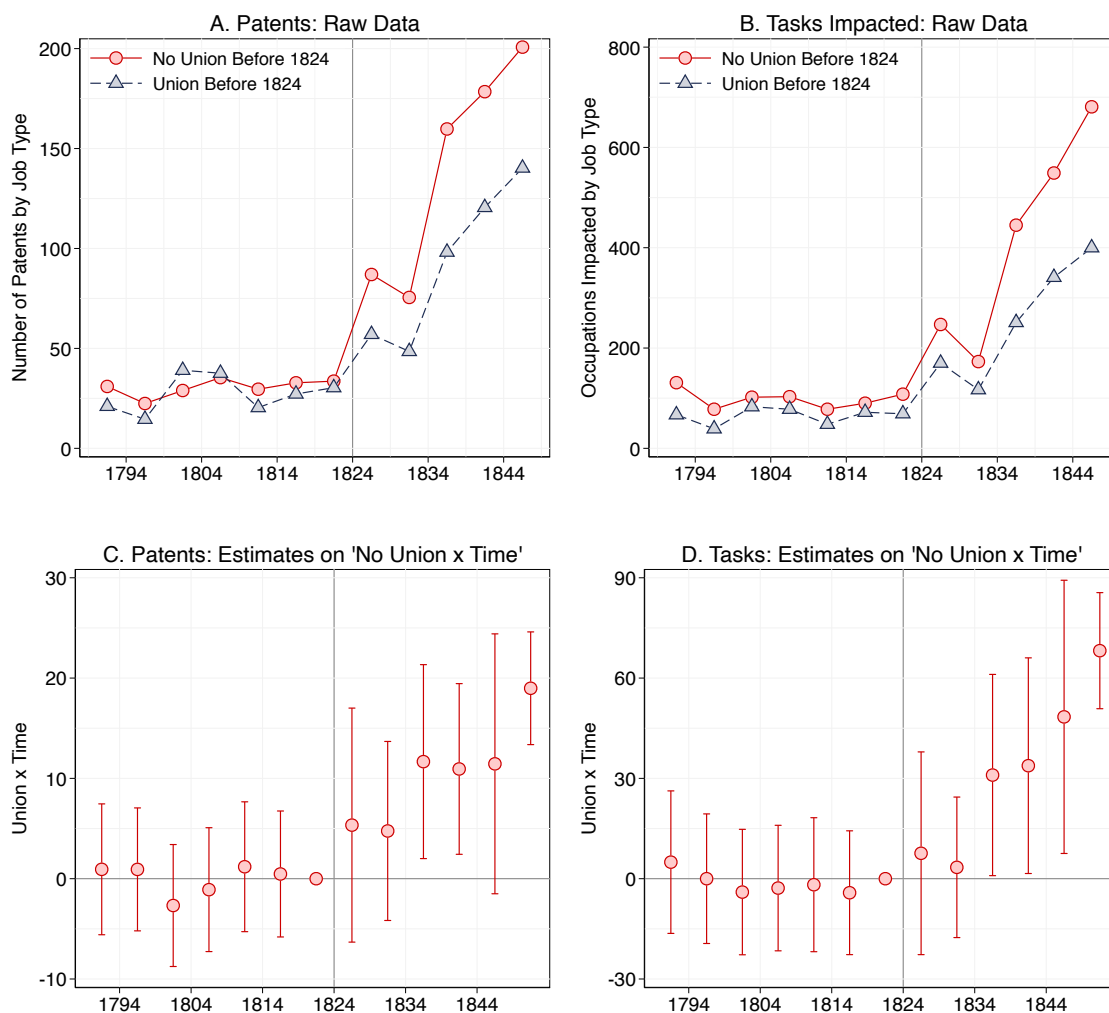 A. Patents: Raw Data
No Union Before 1824
Union Before 1824
Number of Patents by Job Type
200
150
100
50
0
1794 1804 1814 1824 1834 1844
B. Tasks Impacted: Raw Data
No Union Before 1824
Union Before 1824
Occupations Impacted by Job Type
800
600
400
200
0
1794 1804 1814 1824 1834 1844
C. Patents: Estimates on 'No Union x Time'
Union x Time
30
20
10
0
-10
1794 1804 1814 1824 1834 1844
D. Tasks: Estimates on 'No Union x Time'
Union x Time
90
60
30
0
-30
1794 1804 1814 1824 1834 1844